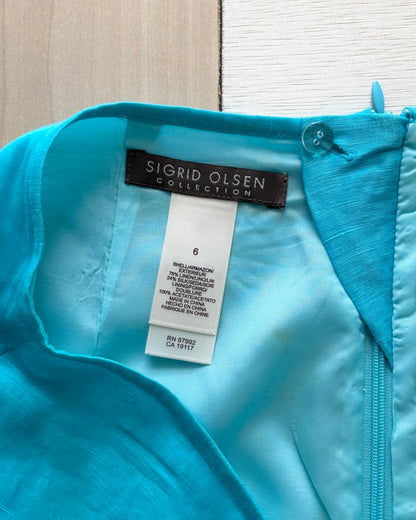 SIGRID OLSEN
COLLECTION
6
SHELL/ARMAZON/
EXTERIEUR
76% LINEN/LINO/LIN
24% SILK/SEDA/SOIE
LINING/FORRO/
DOUBLURE
100% ACETATE/ACETATO
MADE IN CHINA
HECHO EN CHINA
FABRIQUE EN CHINE
RN 67992
CA 19117